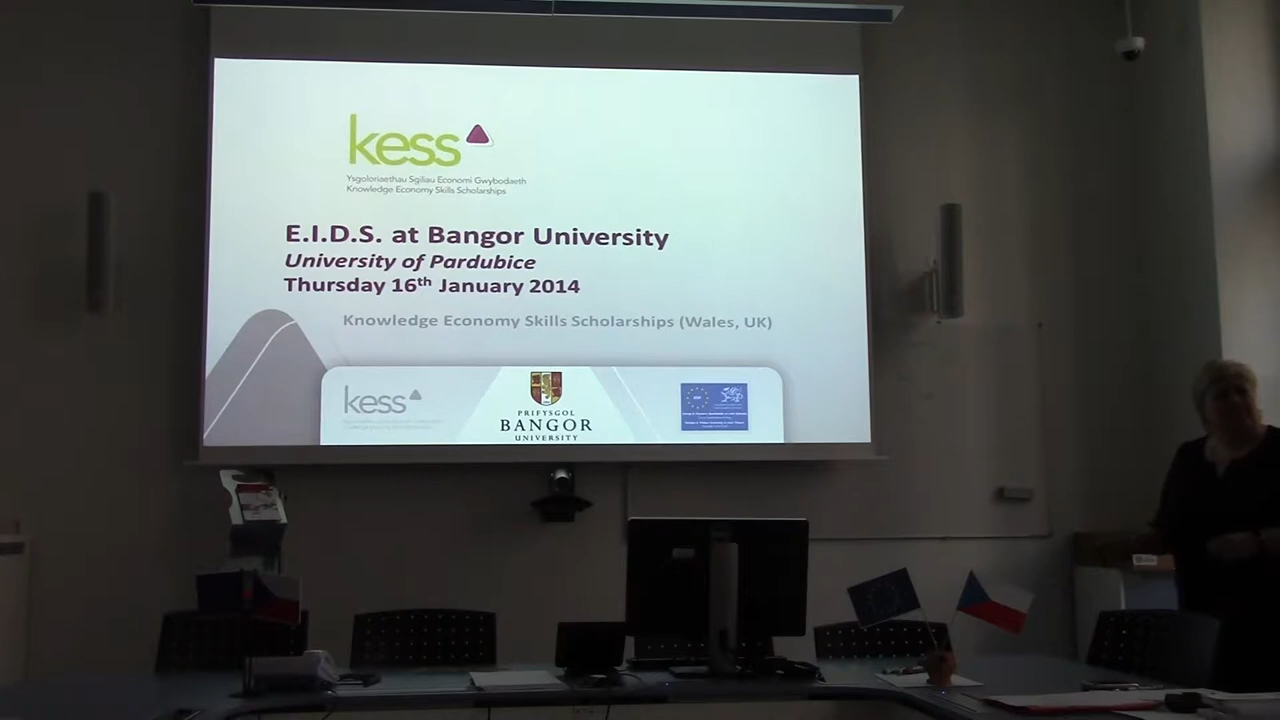 kess
Ysgoloriaethau Sgiliau Economi Gwybodaeth
Knowledge Economy Skills Scholarships
E.I.D.S. at Bangor University
University of Pardubice
Thursday 16th January 2014
Knowledge Economy Skills Scholarships (Wales, UK)
kess
PRIFYSGOL
BANGOR
UNIVERSITY